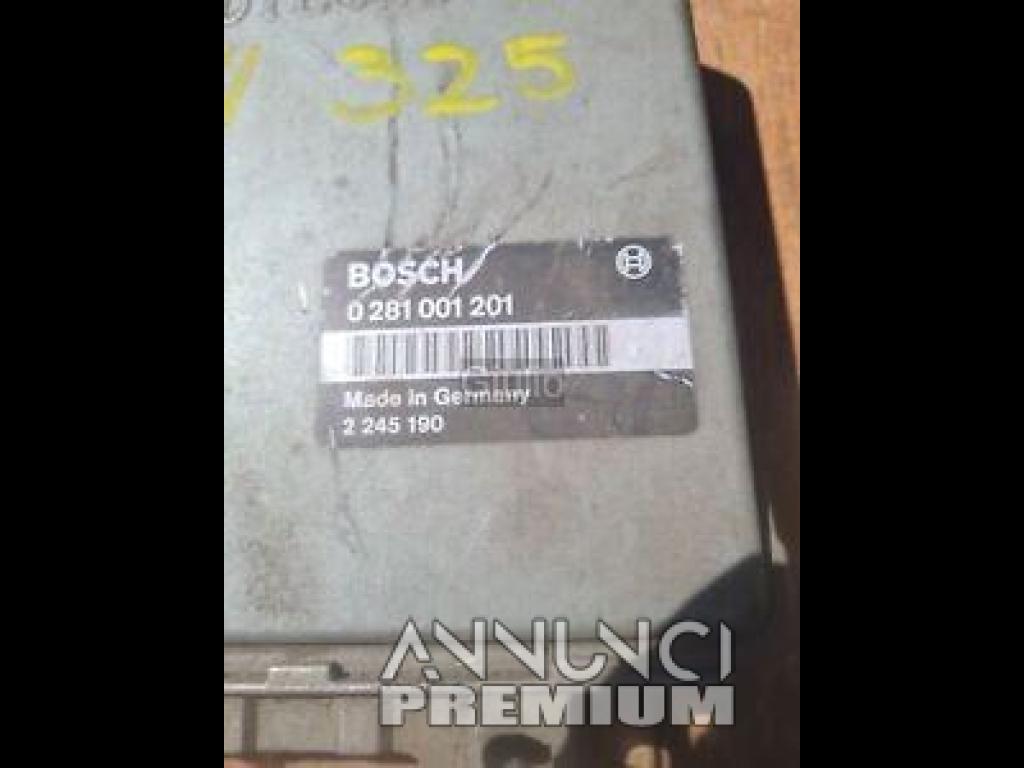 325
BOSCH
0 281 001 201
Made in Germany
2 245 190
ANNUNCI
PREMIUM